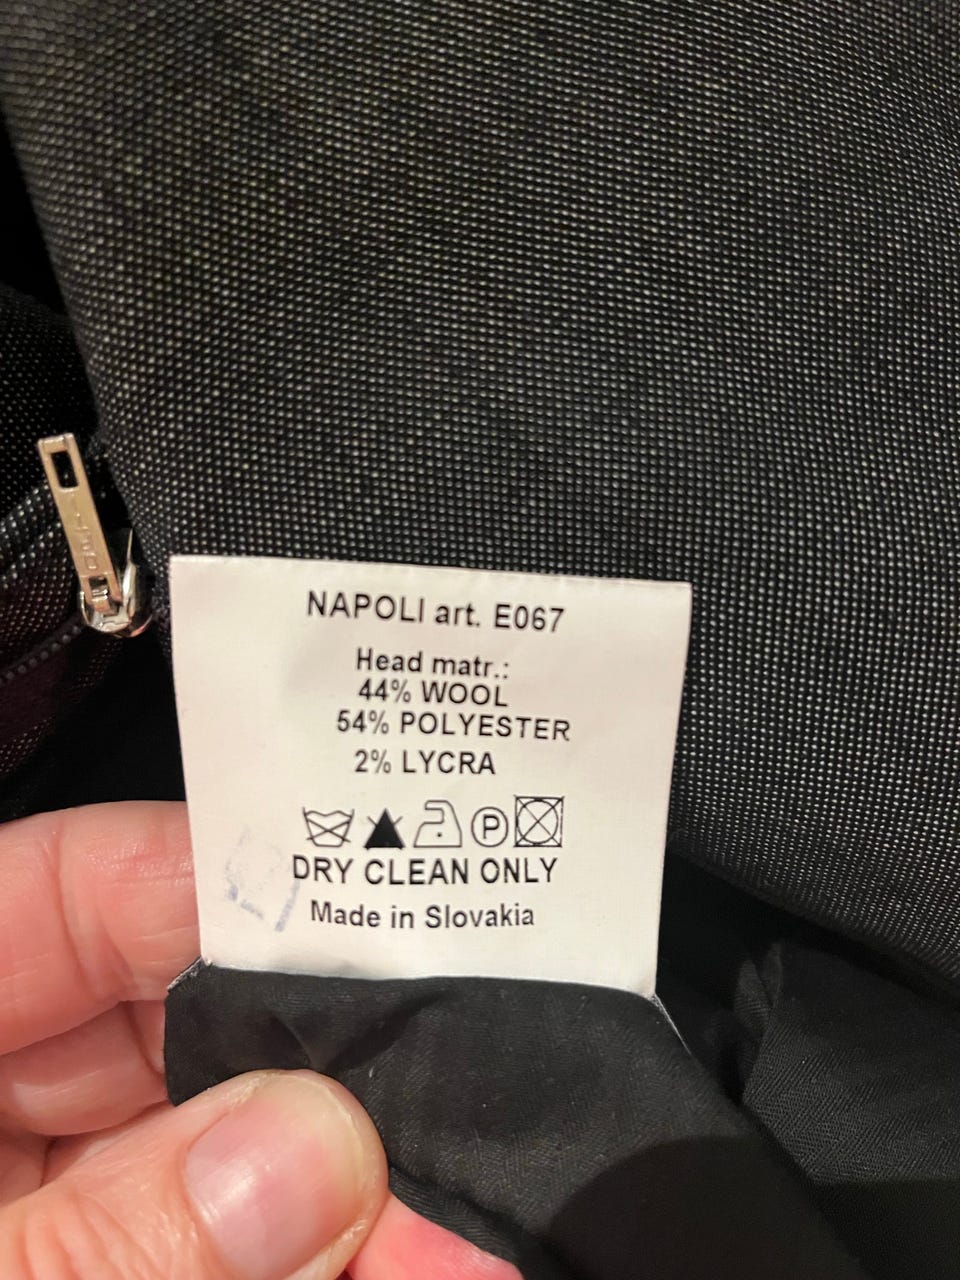 NAPOLI art. E067
Head matr.:
44% WOOL
54% POLYESTER
2% LYCRA
P
DRY CLEAN ONLY
Made in Slovakia